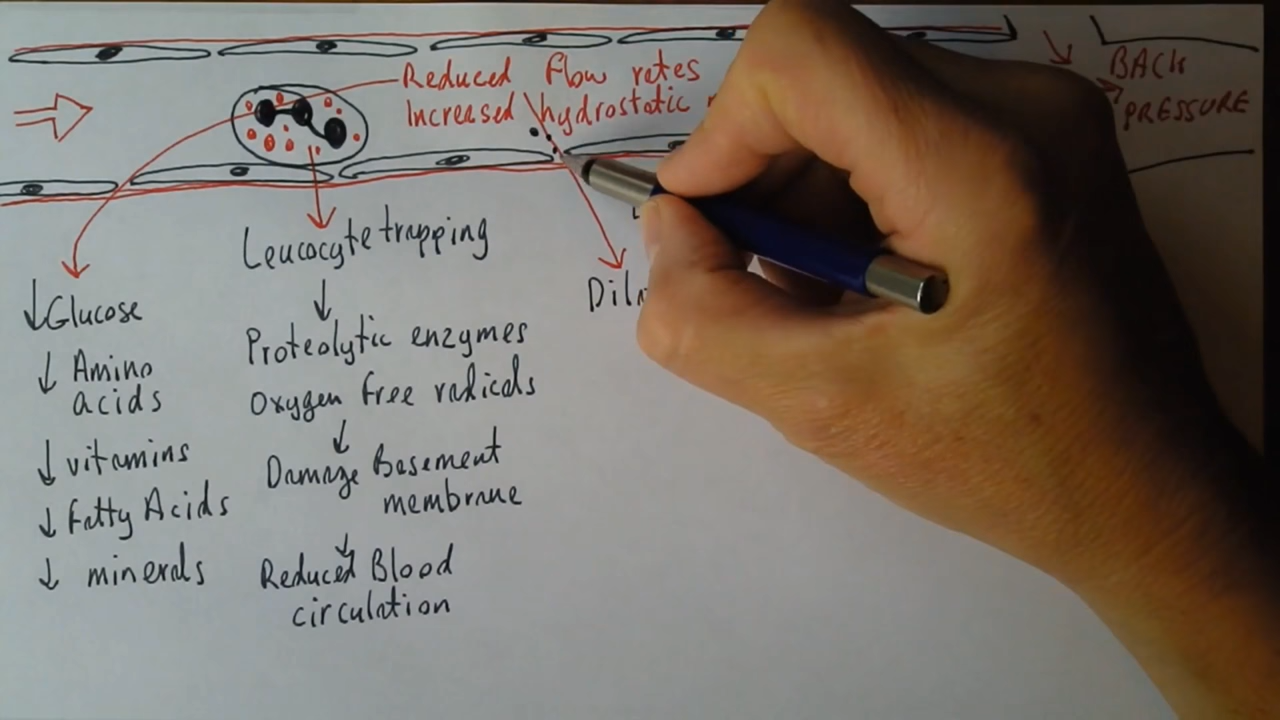 Reduced Flow rates
Increased hydrostatic
BACK
PRESSURE
Leucocyte trapping
↓ Glucose
↓ Amino
acids
↓ vitamins
↓ Fatty Acids
↓ minerals
↓
Proteolytic enzymes
Oxygen free radicals
↓
Damage Basement
membrane
↓
Reduced Blood
circulation